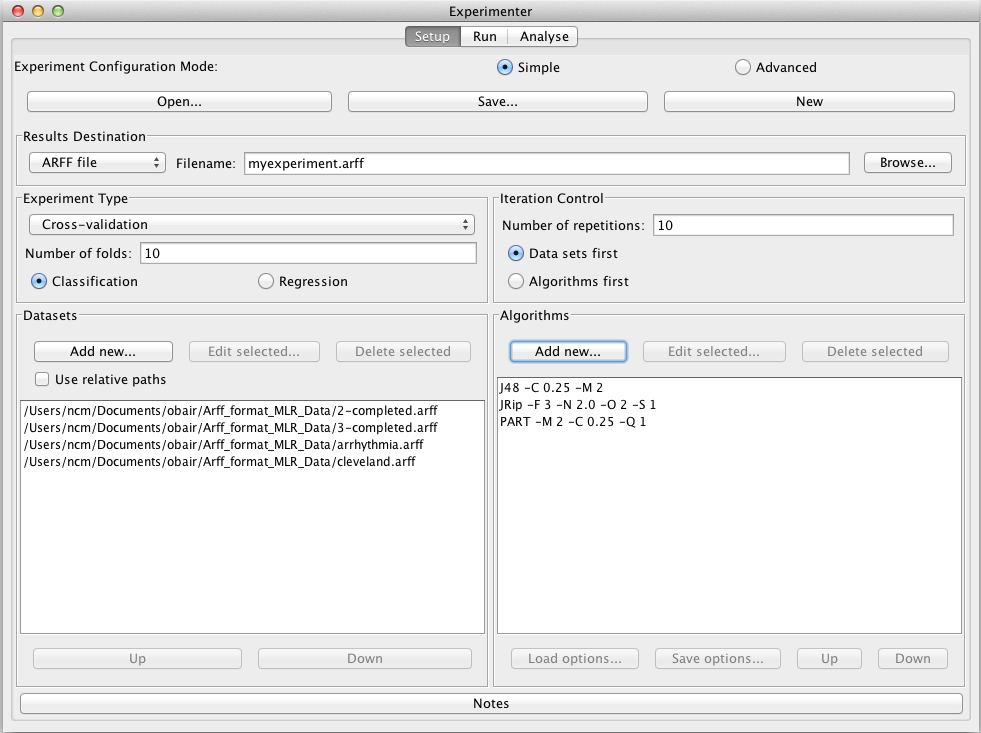 Experimenter
Setup Run Analyse
Experiment Configuration Mode: Simple Advanced
Open... Save... New
Results Destination
ARFF file Filename: myexperiment.arff Browse...
Experiment Type
Cross-validation
Number of folds: 10
Classification Regression
Iteration Control
Number of repetitions: 10
Data sets first
Algorithms first
Datasets
Add new... Edit selected... Delete selected
Use relative paths
/Users/ncm/Documents/obair/Arff_format_MLR_Data/2-completed.arff
/Users/ncm/Documents/obair/Arff_format_MLR_Data/3-completed.arff
/Users/ncm/Documents/obair/Arff_format_MLR_Data/arrhythmia.arff
/Users/ncm/Documents/obair/Arff_format_MLR_Data/cleveland.arff
Up Down
Algorithms
Add new... Edit selected... Delete selected
J48 -C 0.25 -M 2
JRip -F 3 -N 2.0 -O 2 -S 1
PART -M 2 -C 0.25 -Q 1
Load options... Save options... Up Down
Notes